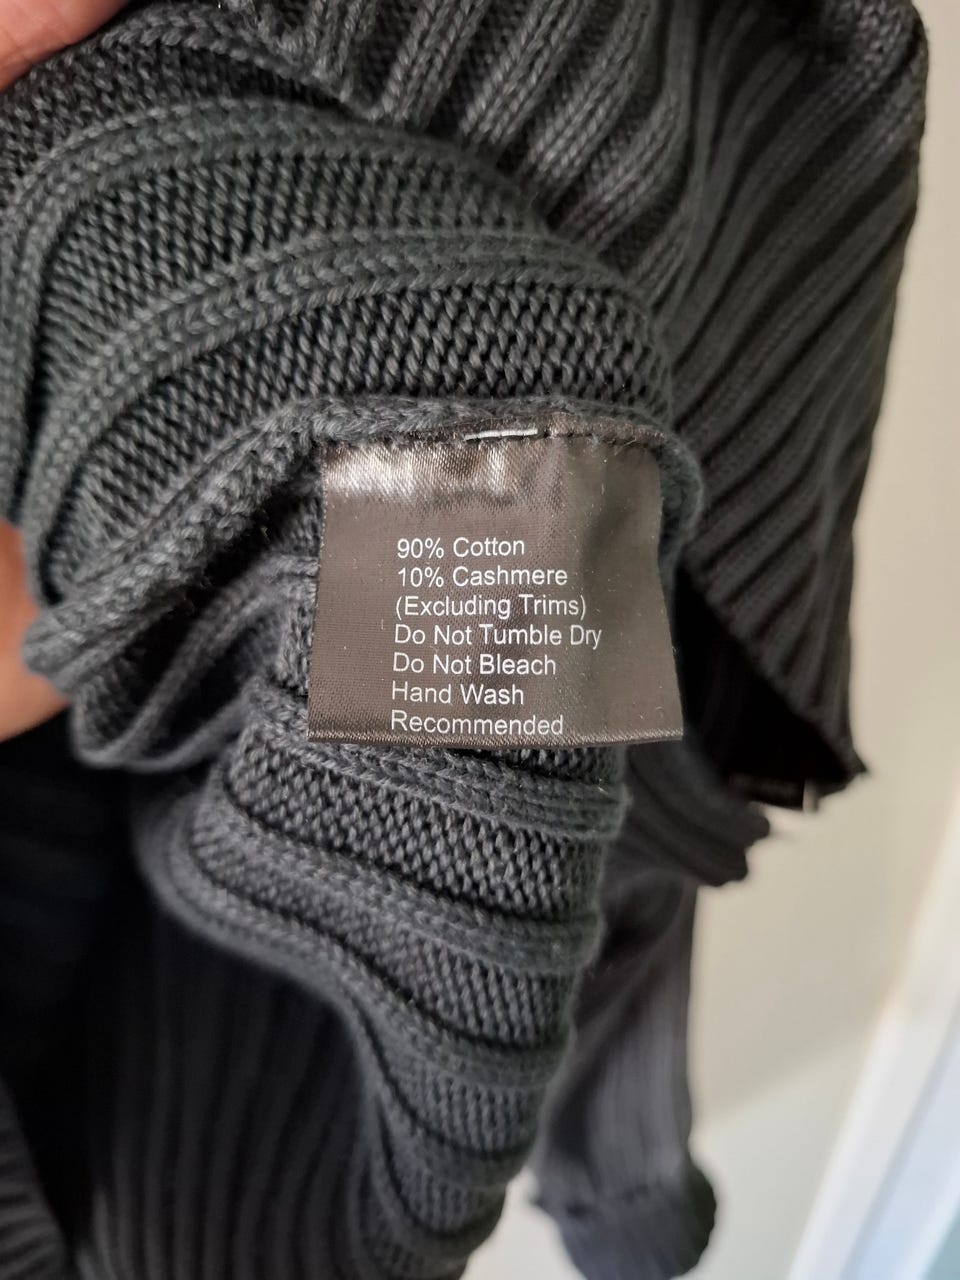 90% Cotton
10% Cashmere
(Excluding Trims)
Do Not Tumble Dry
Do Not Bleach
Hand Wash
Recommended